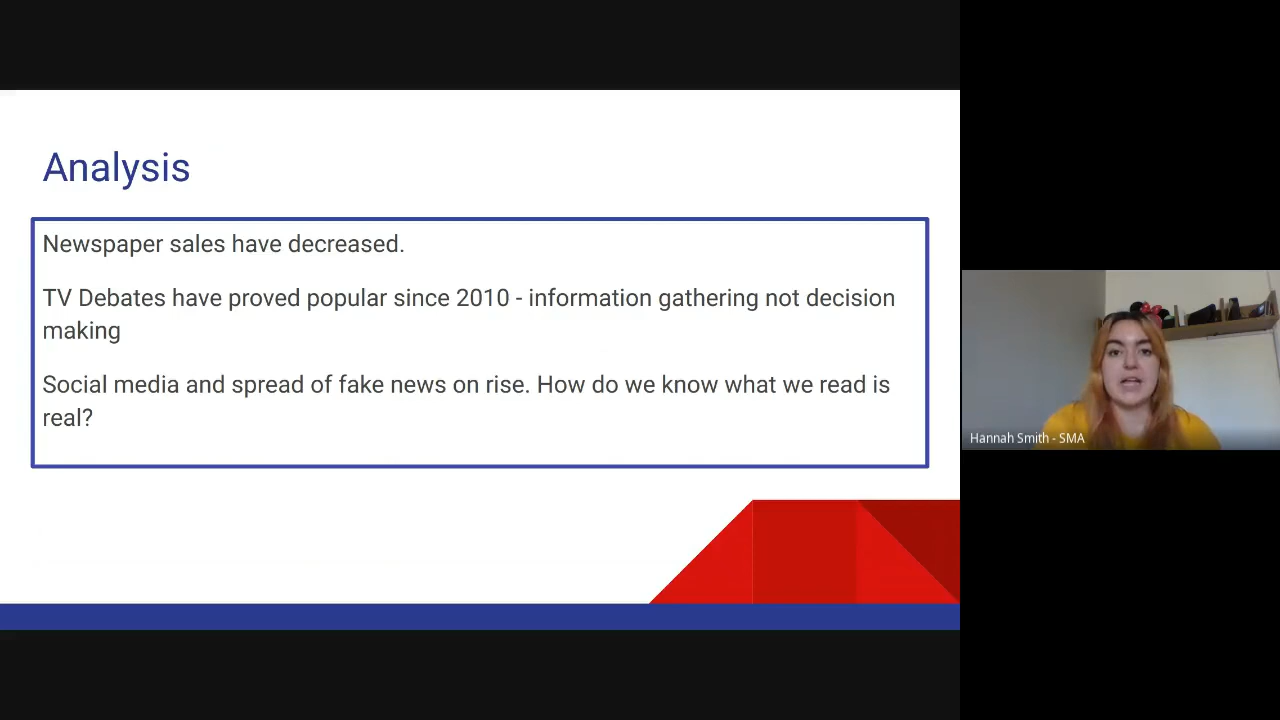 Analysis
Newspaper sales have decreased.
TV Debates have proved popular since 2010 - information gathering not decision
making
Social media and spread of fake news on rise. How do we know what we read is
real?
Hannah Smith - SMA